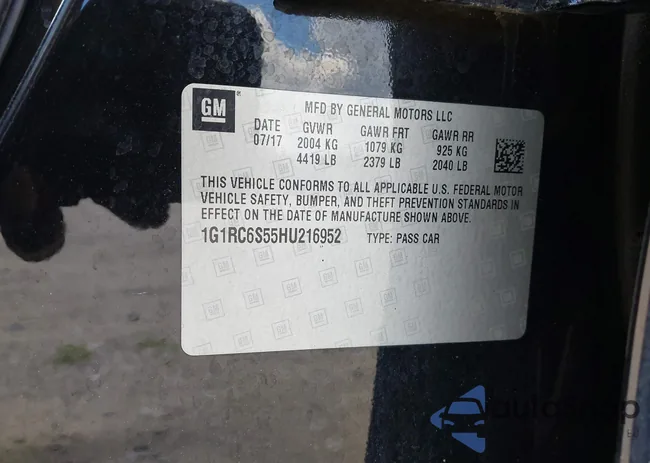 GM
MFD BY GENERAL MOTORS LLC
DATE GVWR GAWR FRT GAWR RR
07/17 2004 KG 1079 KG 925 KG
4419 LB 2379 LB 2040 LB
THIS VEHICLE CONFORMS TO ALL APPLICABLE U.S. FEDERAL MOTOR
VEHICLE SAFETY, BUMPER, AND THEFT PREVENTION STANDARDS IN
EFFECT ON THE DATE OF MANUFACTURE SHOWN ABOVE.
1G1RC6S55HU216952 TYPE: PASS CAR